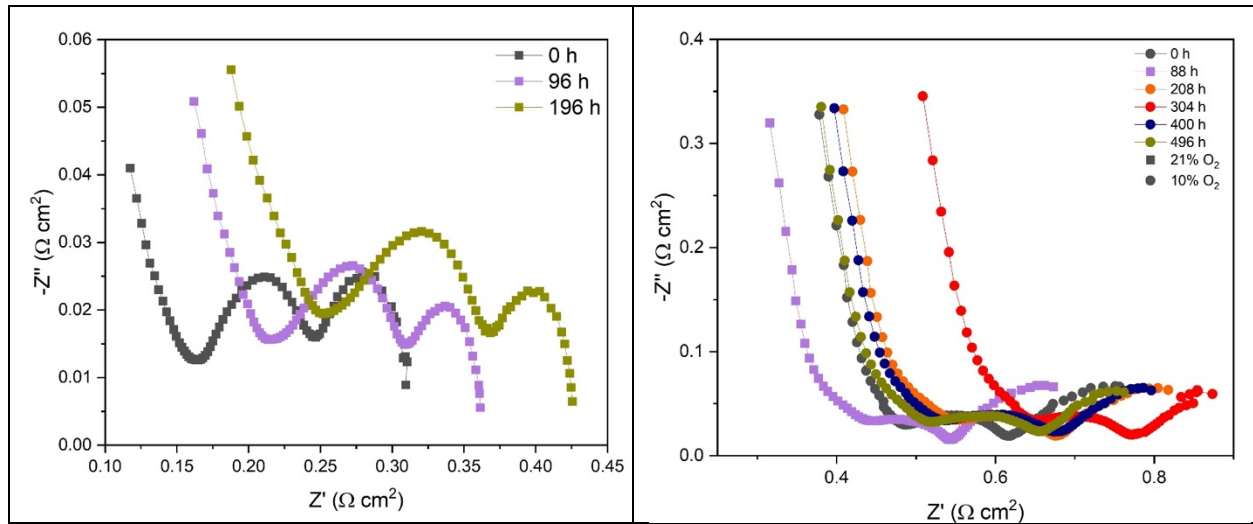 0.06
0.05
0.04
0.03
0.02
0.01
0.00
-Z" (Ω cm²)
0 h
96 h
196 h
0.10 0.15 0.20 0.25 0.30 0.35 0.40 0.45
Z' (Ω cm²)
0.4
0.3
0.2
0.1
0.0
-Z" (Ω cm²)
0 h
88 h
208 h
304 h
400 h
496 h
21% O₂
10% O₂
0.4 0.6 0.8
Z' (Ω cm²)